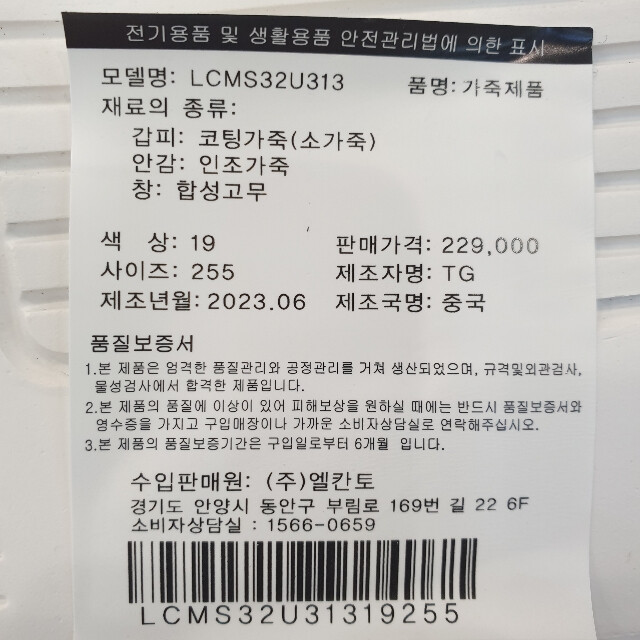 전기용품 및 생활용품 안전관리법에 의한 표시
모델명: LCMS32U313 품명: 가죽제품
재료의 종류:
갑피: 코팅가죽(소가죽)
안감: 인조가죽
창: 합성고무
색 상: 19 판매가격: 229,000
사이즈: 255 제조자명: TG
제조년월: 2023.06 제조국명: 중국
품질보증서
1.본 제품은 엄격한 품질관리와 공정관리를 거쳐 생산되었으며, 규격및외관검사,
물성검사에서 합격한 제품입니다.
2.본 제품의 품질에 이상이 있어 피해보상을 원하실 때에는 반드시 품질보증서와
영수증을 가지고 구입매장이나 가까운 소비자상담실로 연락해주십시오.
3.본 제품의 품질보증기간은 구입일로부터 6개월 입니다.
수입판매원: (주)엘칸토
경기도 안양시 동안구 부림로 169번 길 22 6F
소비자상담실 : 1566-0659
LCMS32U31319255